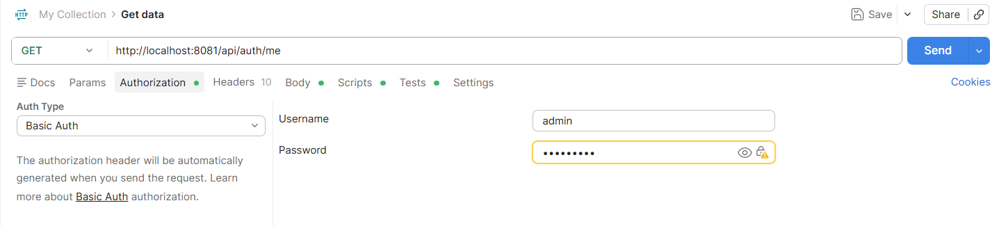 HTTP My Collection > Get data Save Share
GET http://localhost:8081/api/auth/me Send
Docs Params Authorization Headers 10 Body Scripts Tests Settings Cookies
Auth Type
Basic Auth
The authorization header will be automatically
generated when you send the request. Learn
more about Basic Auth authorization.
Username admin
Password •••••••••